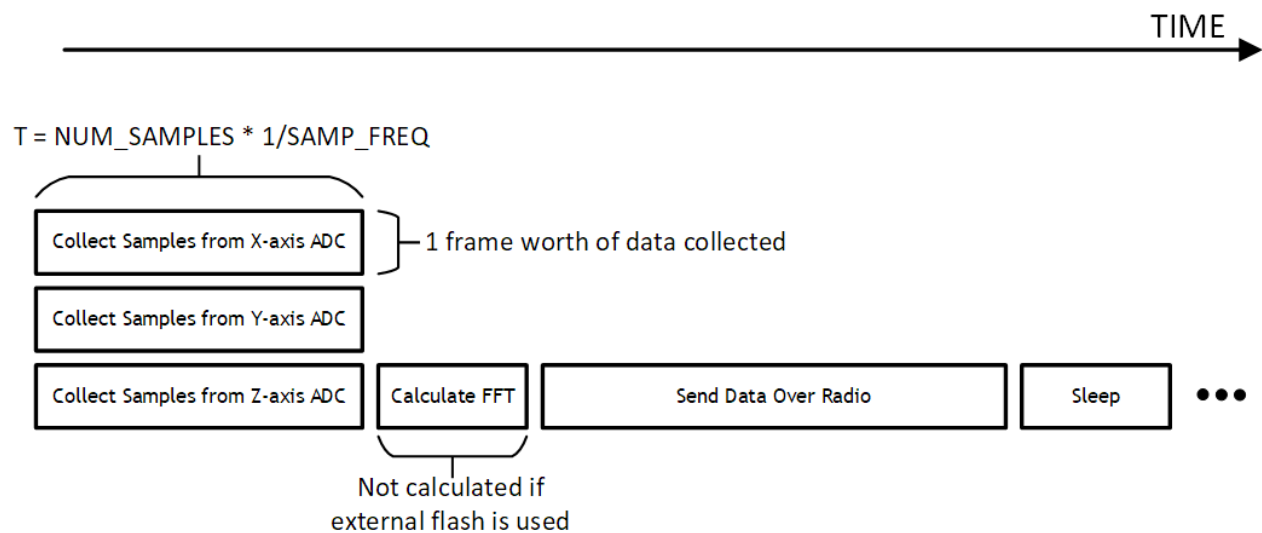 TIME
T = NUM_SAMPLES * 1/SAMP_FREQ
Collect Samples from X-axis ADC
1 frame worth of data collected
Collect Samples from Y-axis ADC
Collect Samples from Z-axis ADC
Calculate FFT
Send Data Over Radio
Sleep
Not calculated if
external flash is used